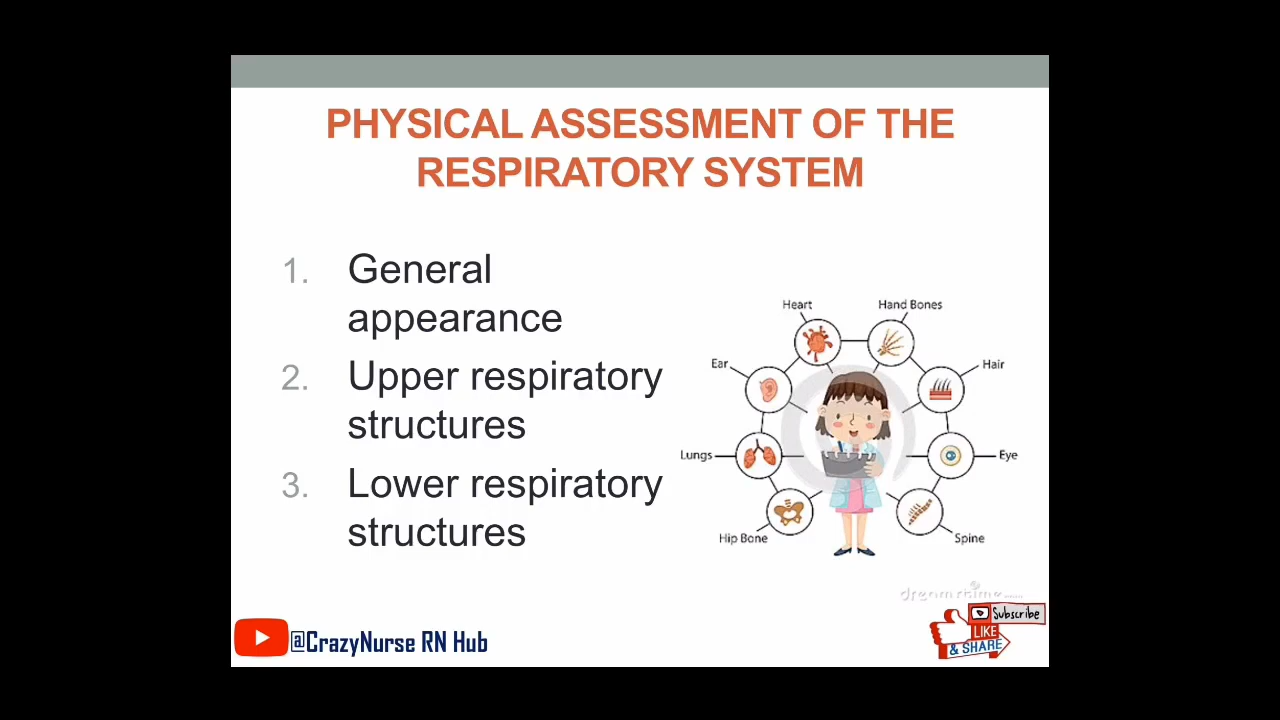 PHYSICAL ASSESSMENT OF THE
RESPIRATORY SYSTEM
1. General
appearance
2. Upper respiratory
structures
3. Lower respiratory
structures
Heart
Hand Bones
Ear
Hair
Lungs
Eye
Hip Bone
Spine
dreamstime
@CrazyNurse RN Hub
Subscribe
LIKE
& SHARE